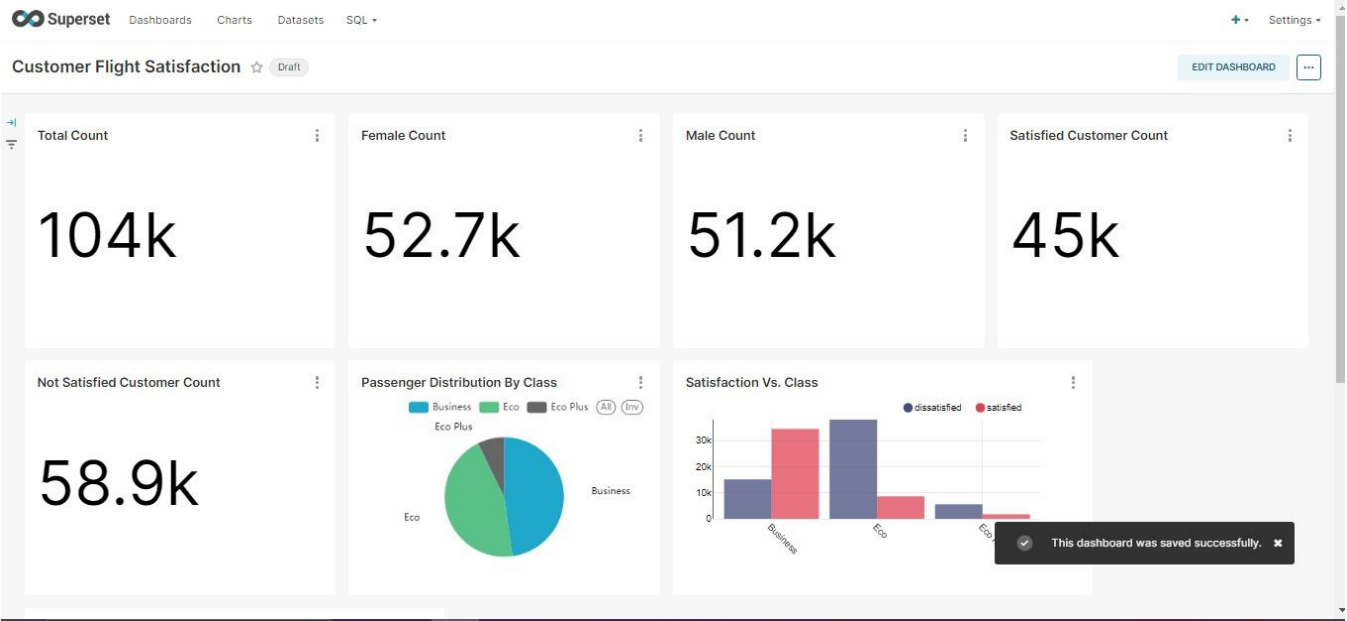 Superset Dashboards Charts Datasets SQL Settings
Customer Flight Satisfaction Draft EDIT DASHBOARD
Total Count
104k
Female Count
52.7k
Male Count
51.2k
Satisfied Customer Count
45k
Not Satisfied Customer Count
58.9k
Passenger Distribution By Class
Business Eco Eco Plus All Inv
Eco Plus
Business
Eco
Satisfaction Vs. Class
dissatisfied satisfied
30k
20k
10k
0
Business Eco Eco
This dashboard was saved successfully.